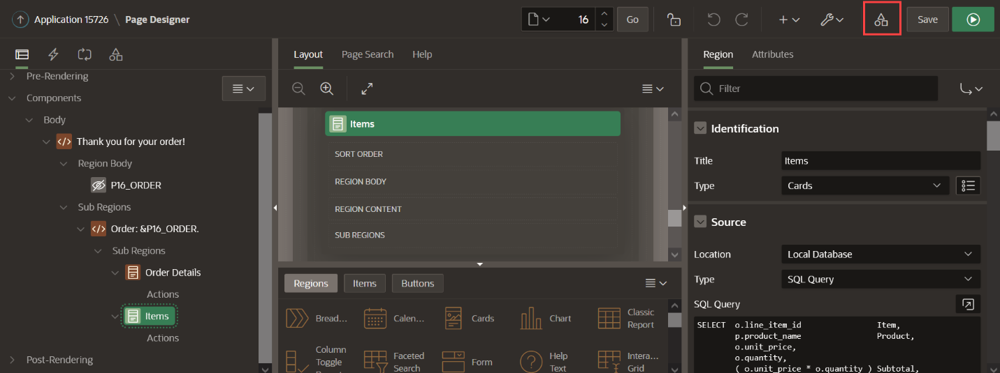 Application 15726 \ Page Designer
16
Go
Save
Layout
Page Search
Help
Region
Attributes
Pre-Rendering
Components
Body
Thank you for your order!
Region Body
P16_ORDER
Sub Regions
Order: &P16_ORDER.
Sub Regions
Order Details
Actions
Items
Actions
Post-Rendering
Items
SORT ORDER
REGION BODY
REGION CONTENT
SUB REGIONS
Regions
Items
Buttons
Bread...
Calen...
Cards
Chart
Classic
Report
Column
Toggle
Faceted
Search
Form
Help
Text
Intera...
Grid
Filter
Identification
Title
Items
Type
Cards
Source
Location
Local Database
Type
SQL Query
SQL Query
SELECT o.line_item_id Item,
p.product_name Product,
o.unit_price,
o.quantity,
( o.unit_price * o.quantity ) Subtotal,